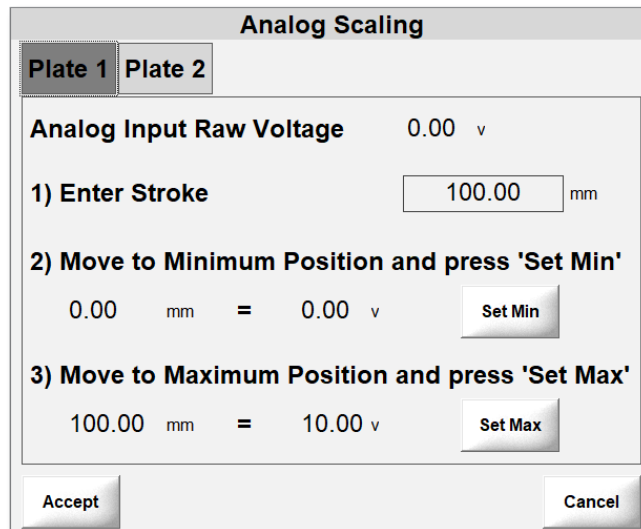 Analog Scaling
Plate 1 Plate 2
Analog Input Raw Voltage 0.00 v
1) Enter Stroke 100.00 mm
2) Move to Minimum Position and press 'Set Min'
0.00 mm = 0.00 v Set Min
3) Move to Maximum Position and press 'Set Max'
100.00 mm = 10.00 v Set Max
Accept Cancel